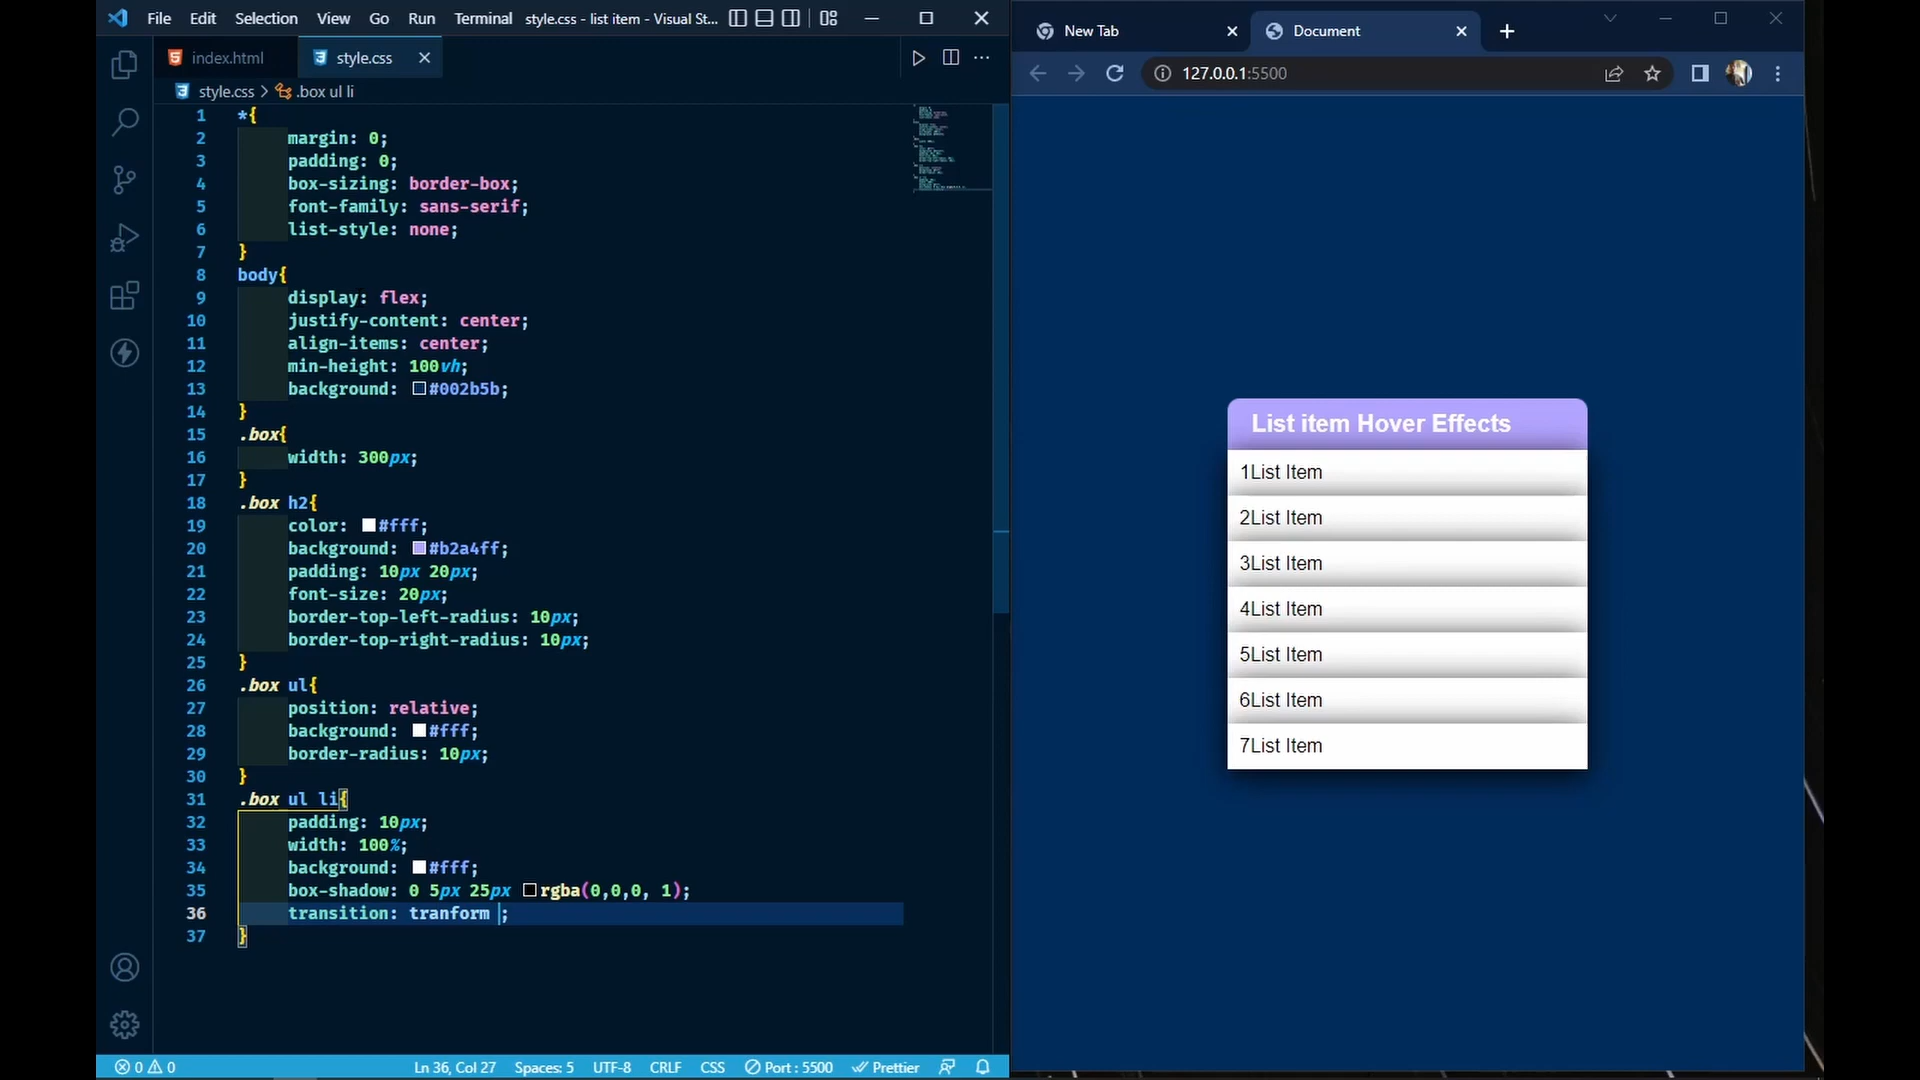 File Edit Selection View Go Run Terminal style.css - list item - Visual St...
index.html style.css
style.css > .box ul li
1 *{
2 margin: 0;
3 padding: 0;
4 box-sizing: border-box;
5 font-family: sans-serif;
6 list-style: none;
7 }
8 body{
9 display: flex;
10 justify-content: center;
11 align-items: center;
12 min-height: 100vh;
13 background: #002b5b;
14 }
15 .box{
16 width: 300px;
17 }
18 .box h2{
19 color: #fff;
20 background: #b2a4ff;
21 padding: 10px 20px;
22 font-size: 20px;
23 border-top-left-radius: 10px;
24 border-top-right-radius: 10px;
25 }
26 .box ul{
27 position: relative;
28 background: #fff;
29 border-radius: 10px;
30 }
31 .box ul li{
32 padding: 10px;
33 width: 100%;
34 background: #fff;
35 box-shadow: 0 5px 25px rgba(0,0,0, 1);
36 transition: tranform ;
37 }
0 0 Ln 36, Col 27 Spaces: 5 UTF-8 CRLF CSS Port : 5500 Prettier
New Tab Document
127.0.0.1:5500
List item Hover Effects
1List Item
2List Item
3List Item
4List Item
5List Item
6List Item
7List Item